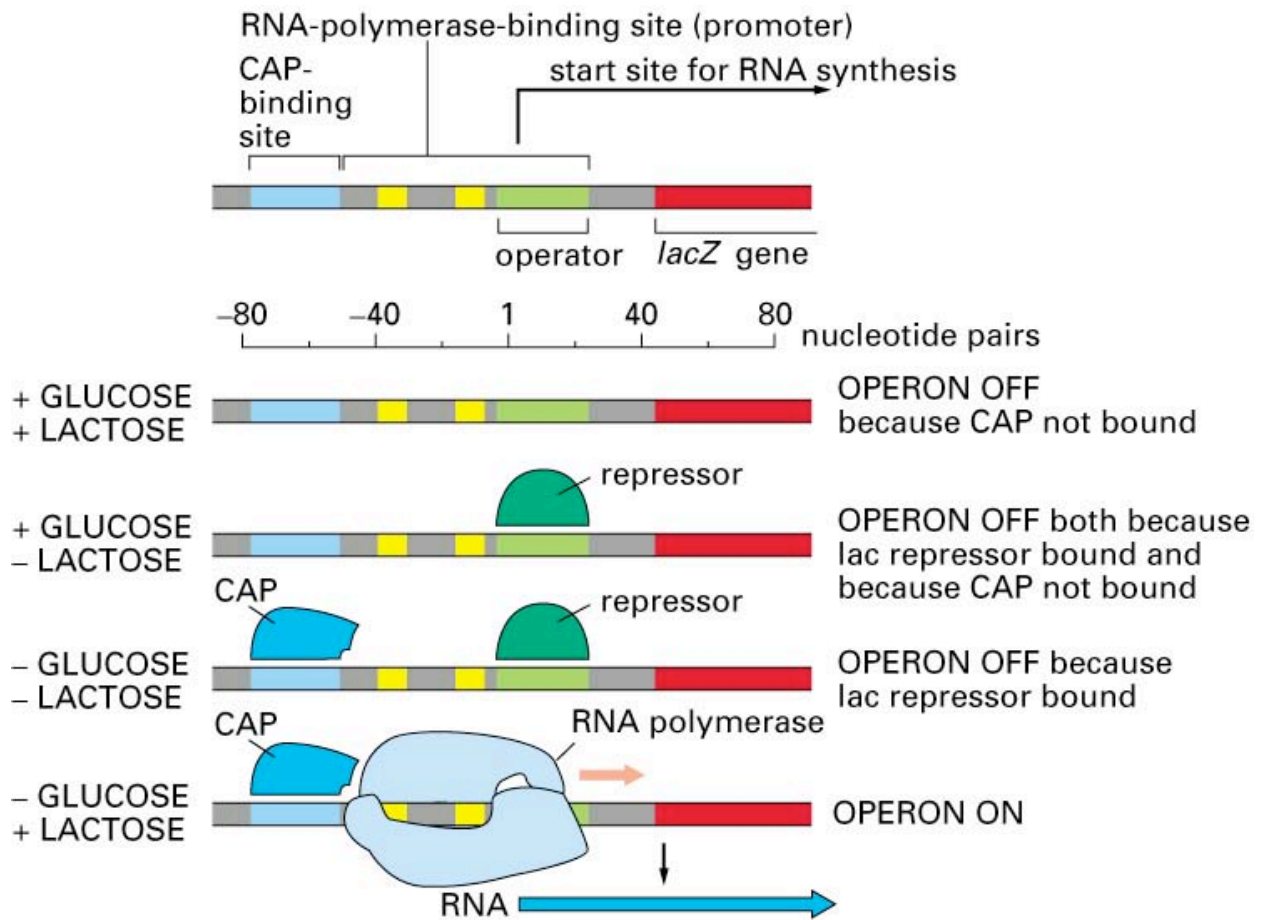 RNA-polymerase-binding site (promoter)
CAP-
binding
site
start site for RNA synthesis
operator
lacZ gene
−80 −40 1 40 80
nucleotide pairs
+ GLUCOSE
+ LACTOSE
OPERON OFF
because CAP not bound
repressor
+ GLUCOSE
− LACTOSE
OPERON OFF both because
lac repressor bound and
because CAP not bound
CAP
repressor
− GLUCOSE
− LACTOSE
OPERON OFF because
lac repressor bound
CAP
RNA polymerase
− GLUCOSE
+ LACTOSE
OPERON ON
RNA